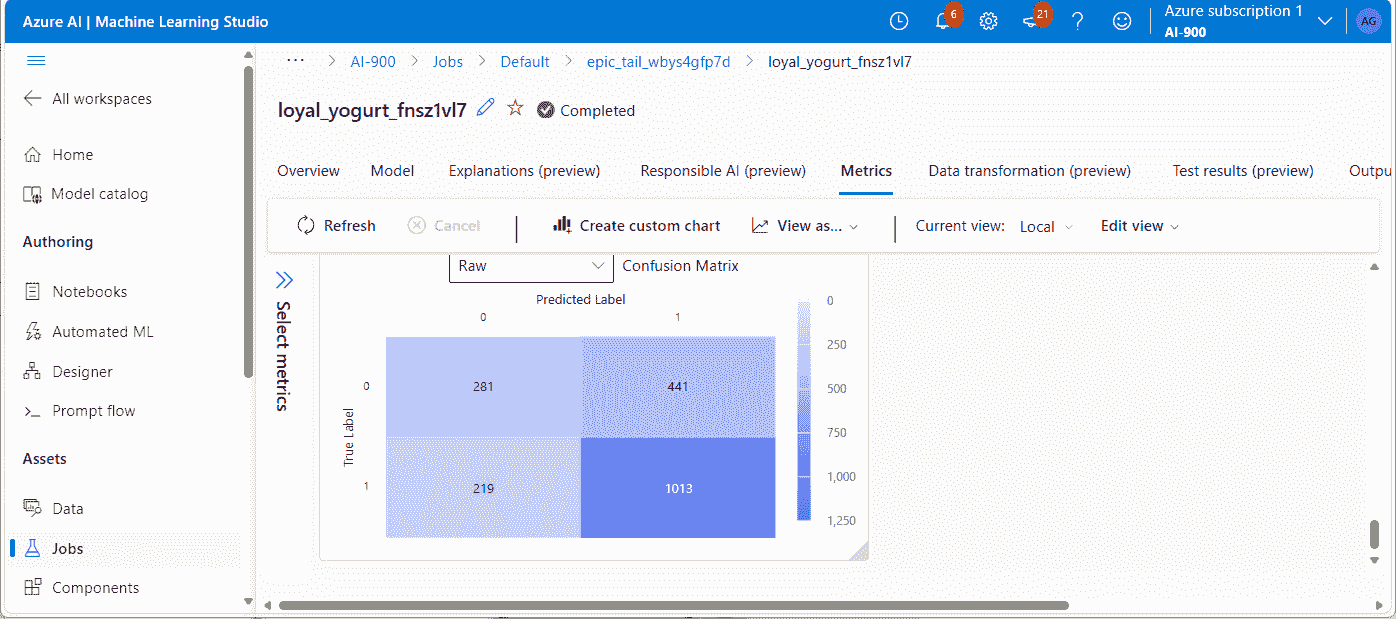 Azure AI | Machine Learning Studio
6
21
Azure subscription 1
AI-900
AG
All workspaces
Home
Model catalog
Authoring
Notebooks
Automated ML
Designer
Prompt flow
Assets
Data
Jobs
Components
... > AI-900 > Jobs > Default > epic_tail_wbys4gfp7d > loyal_yogurt_fnsz1vl7
loyal_yogurt_fnsz1vl7 Completed
Overview Model Explanations (preview) Responsible AI (preview) Metrics Data transformation (preview) Test results (preview) Outpu
Refresh Cancel | Create custom chart View as... | Current view: Local Edit view
Select metrics
Raw Confusion Matrix
Predicted Label
0 1
True Label
0 281 441
1 219 1013
0
250
500
750
1,000
1,250